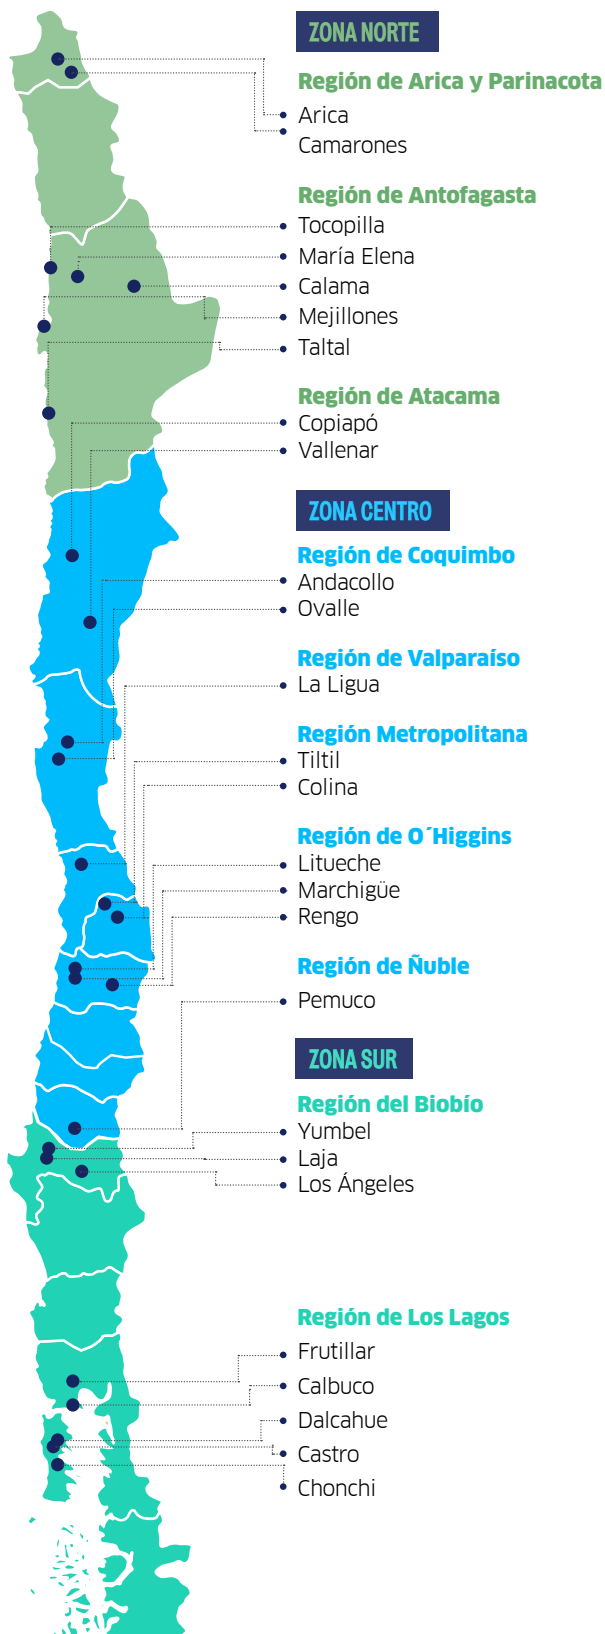 ZONA NORTE
Región de Arica y Parinacota
Arica
Camarones
Región de Antofagasta
Tocopilla
María Elena
Calama
Mejillones
Taltal
Región de Atacama
Copiapó
Vallenar
ZONA CENTRO
Región de Coquimbo
Andacollo
Ovalle
Región de Valparaíso
La Ligua
Región Metropolitana
Tiltil
Colina
Región de O´Higgins
Litueche
Marchigüe
Rengo
Región de Ñuble
Pemuco
ZONA SUR
Región del Biobío
Yumbel
Laja
Los Ángeles
Región de Los Lagos
Frutillar
Calbuco
Dalcahue
Castro
Chonchi